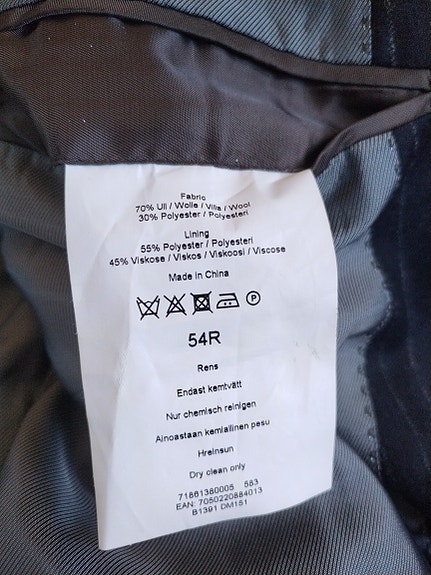 Fabric
70% Ull / Wolle / Villa / Wool
30% Polyester / Polyesteri
Lining
55% Polyester / Polyesteri
45% Viskose / Viskos / Viskoosi / Viscose
Made in China
P
54R
Rens
Endast kemtvätt
Nur chemisch reinigen
Ainoastaan kemiallinen pesu
Hreinsun
Dry clean only
71661380005 583
EAN: 7050220884013
B1391 DM151